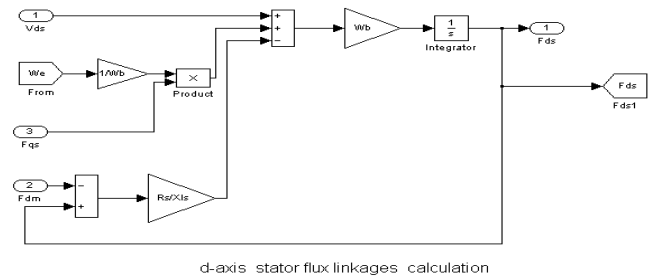 1
Vds
+
+
−
Wb
1
s
Integrator
1
Fds
We
From
1/Wb
×
Product
Fds
Fds1
3
Fqs
2
Fdm
−
+
Rs/Xls
d-axis stator flux linkages calculation